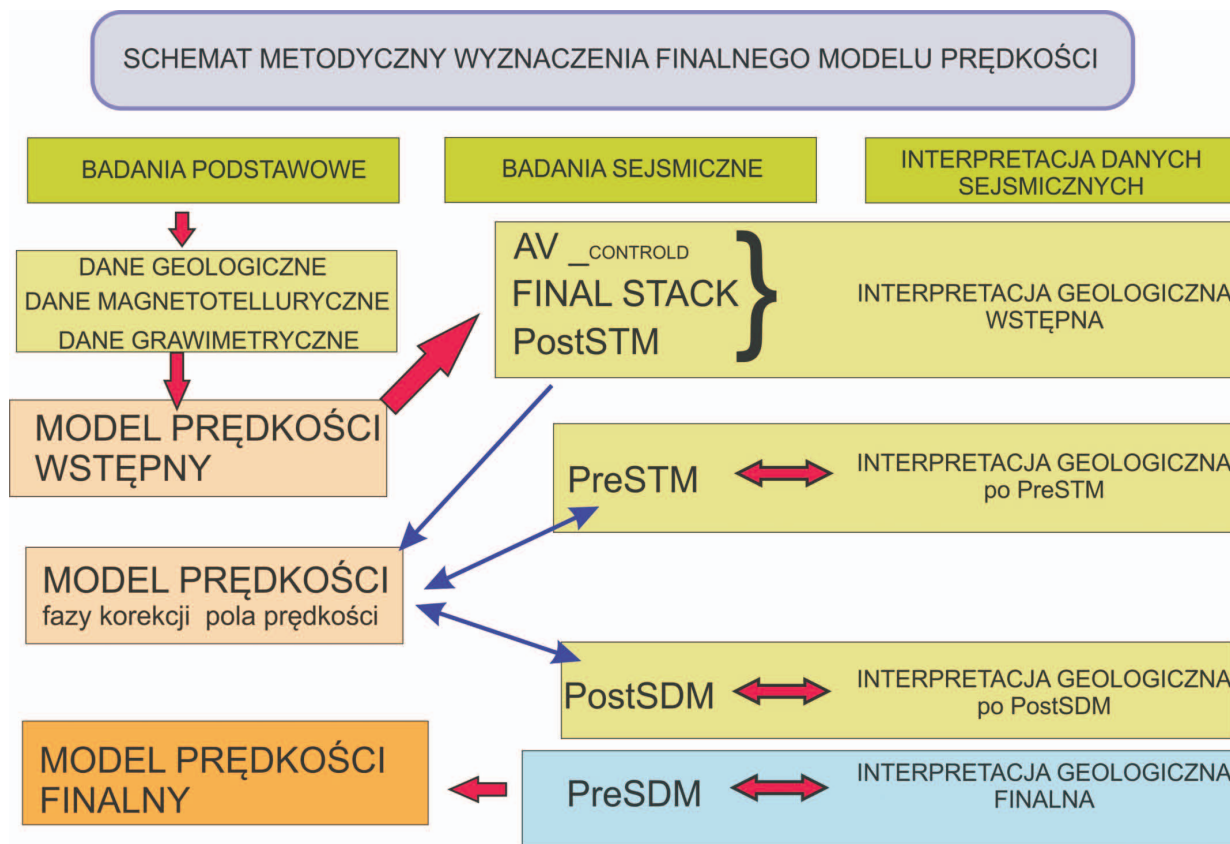 SCHEMAT METODYCZNY WYZNACZENIA FINALNEGO MODELU PRĘDKOŚCI
BADANIA PODSTAWOWE
BADANIA SEJSMICZNE
INTERPRETACJA DANYCH
SEJSMICZNYCH
DANE GEOLOGICZNE
DANE MAGNETOTELLURYCZNE
DANE GRAWIMETRYCZNE
AV _CONTROLD
FINAL STACK
PostSTM
INTERPRETACJA GEOLOGICZNA
WSTĘPNA
MODEL PRĘDKOŚCI
WSTĘPNY
PreSTM
INTERPRETACJA GEOLOGICZNA
po PreSTM
MODEL PRĘDKOŚCI
fazy korekcji pola prędkości
PostSDM
INTERPRETACJA GEOLOGICZNA
po PostSDM
MODEL PRĘDKOŚCI
FINALNY
PreSDM
INTERPRETACJA GEOLOGICZNA
FINALNA